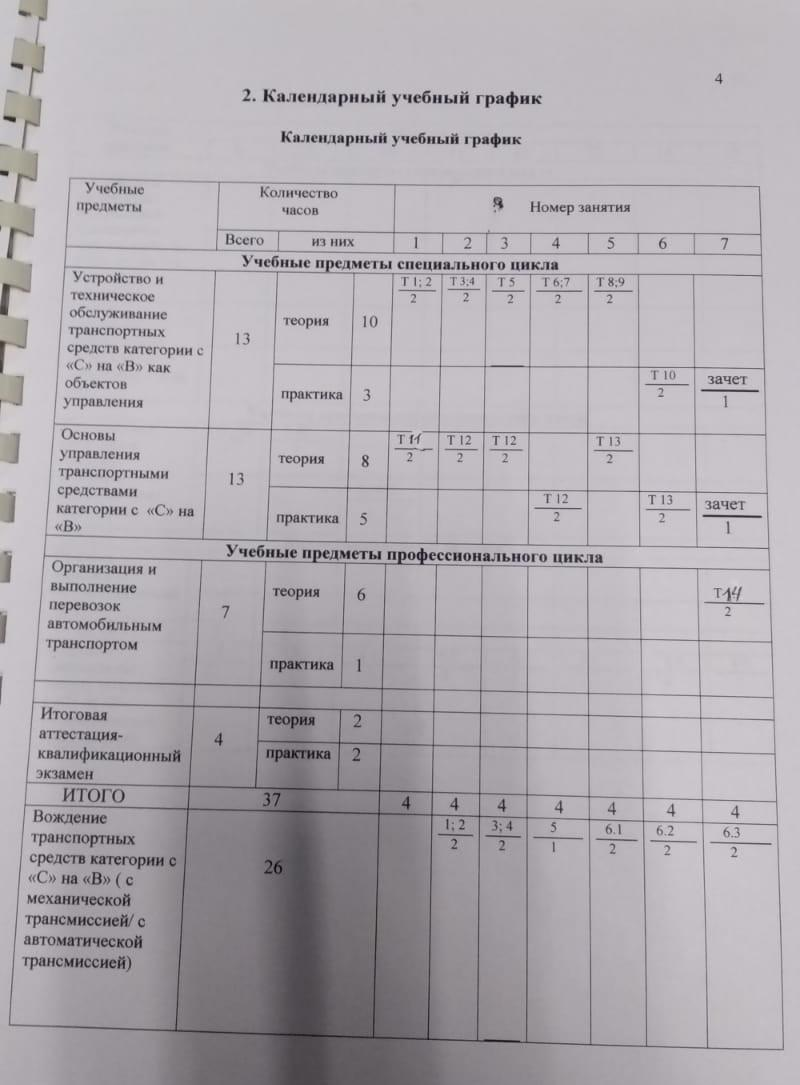 4
2. Календарный учебный график
Календарный учебный график
Учебные предметы
Количество часов
Номер занятия
Всего из них 1 2 3 4 5 6 7
Учебные предметы специального цикла
Устройство и
техническое
обслуживание
транспортных
средств категории с
«С» на «В» как
объектов
управления
13
теория 10
Т 1; 2 Т 3;4 Т 5 Т 6;7 Т 8;9
2 2 2 2 2
практика 3
Т 10 зачет
2 1
Основы
управления
транспортными
средствами
категории с «С» на
«В»
13
теория 8
Т 11 Т 12 Т 12 Т 13
2 2 2 2
практика 5
Т 12 Т 13 зачет
2 2 1
Учебные предметы профессионального цикла
Организация и
выполнение
перевозок
автомобильным
транспортом
7
теория 6
Т14
2
практика 1
Итоговая
аттестация-
квалификационный
экзамен
4
теория 2
практика 2
ИТОГО 37 4 4 4 4 4 4 4
Вождение
транспортных
средств категории с
«С» на «В» ( с
механической
трансмиссией/ с
автоматической
трансмиссией)
26
1; 2 3; 4 5 6.1 6.2 6.3
2 2 1 2 2 2